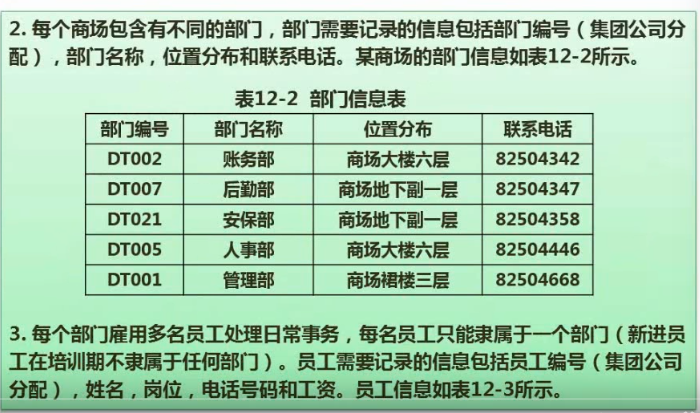 2. 每个商场包含有不同的部门，部门需要记录的信息包括部门编号（集团公司分
配），部门名称，位置分布和联系电话。某商场的部门信息如表12-2所示。
表12-2 部门信息表
部门编号 部门名称 位置分布 联系电话
DT002 账务部 商场大楼六层 82504342
DT007 后勤部 商场地下副一层 82504347
DT021 安保部 商场地下副一层 82504358
DT005 人事部 商场大楼六层 82504446
DT001 管理部 商场裙楼三层 82504668
3. 每个部门雇用多名员工处理日常事务，每名员工只能隶属于一个部门（新进员
工在培训期不隶属于任何部门）。员工需要记录的信息包括员工编号（集团公司
分配），姓名，岗位，电话号码和工资。员工信息如表12-3所示。